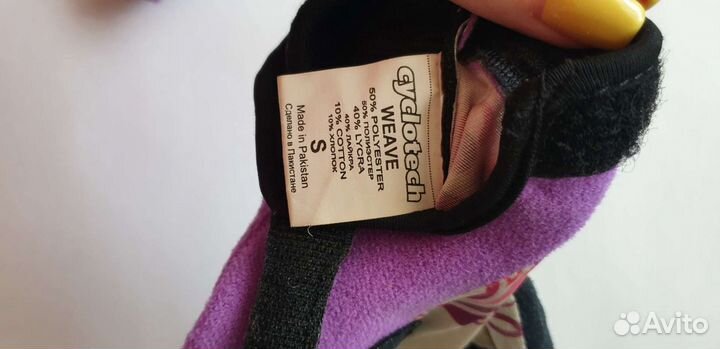 cyclotech
WEAVE
50% POLYESTER
50% ПОЛИЭСТЕР
40% LYCRA
40% ЛАЙКРА
10% COTTON
10% ХЛОПОК
S
Made in Pakistan
Сделано в Пакистане
Avito